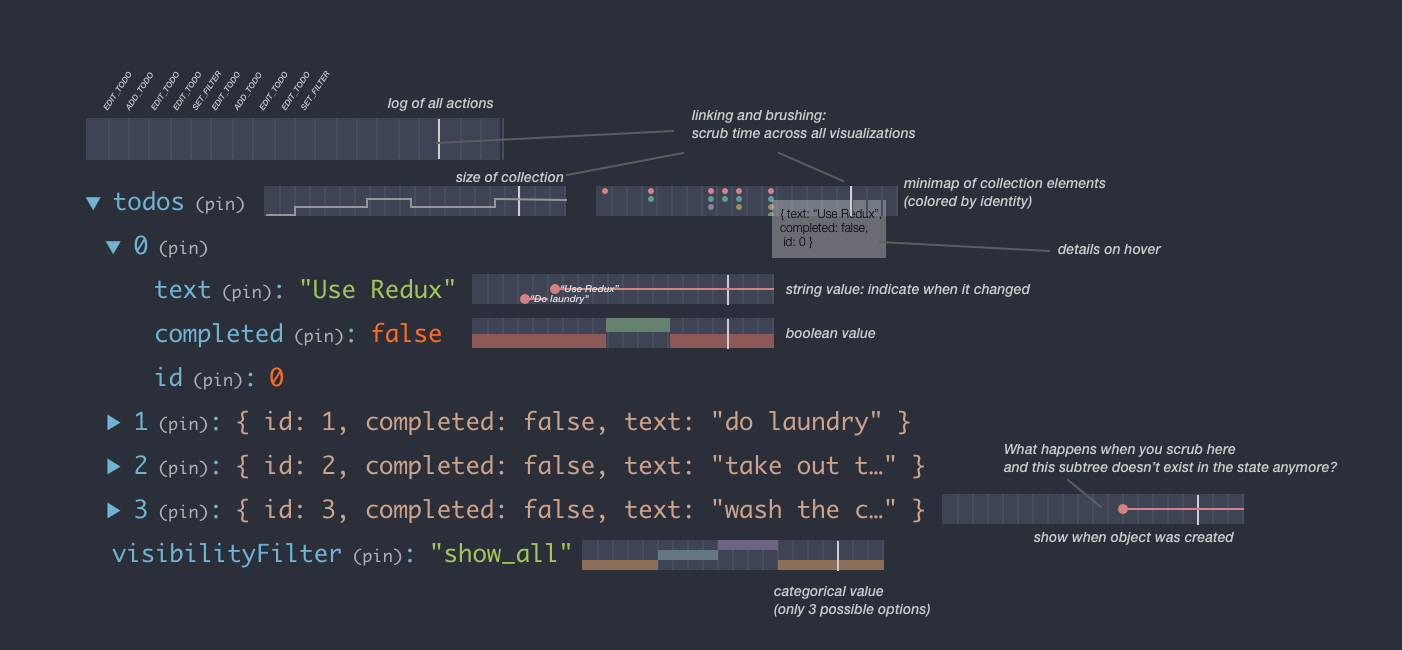 EDIT_TODO
ADD_TODO
EDIT_TODO
EDIT_TODO
SET_FILTER
EDIT_TODO
ADD_TODO
EDIT_TODO
EDIT_TODO
SET_FILTER
log of all actions
linking and brushing:
scrub time across all visualizations
size of collection
minimap of collection elements
(colored by identity)
▼ todos (pin)
{ text: “Use Redux”,
completed: false,
id: 0 }
details on hover
▼ 0 (pin)
text (pin): "Use Redux"
“Use Redux”
“Do laundry”
string value: indicate when it changed
completed (pin): false
boolean value
id (pin): 0
▶ 1 (pin): { id: 1, completed: false, text: "do laundry" }
▶ 2 (pin): { id: 2, completed: false, text: "take out t…" }
What happens when you scrub here
and this subtree doesn’t exist in the state anymore?
▶ 3 (pin): { id: 3, completed: false, text: "wash the c…" }
show when object was created
visibilityFilter (pin): "show_all"
categorical value
(only 3 possible options)